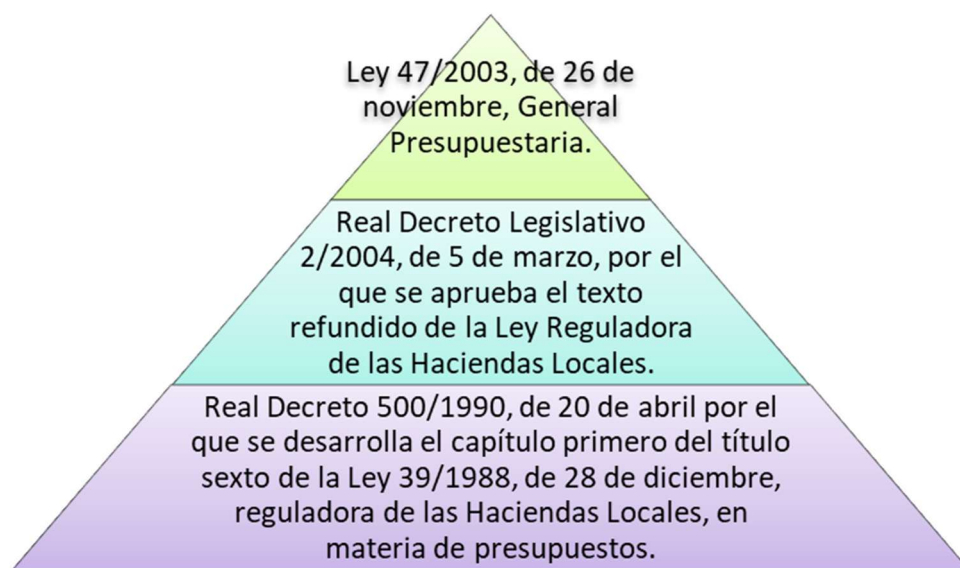 Ley 47/2003, de 26 de
noviembre, General
Presupuestaria.
Real Decreto Legislativo
2/2004, de 5 de marzo, por el
que se aprueba el texto
refundido de la Ley Reguladora
de las Haciendas Locales.
Real Decreto 500/1990, de 20 de abril por el
que se desarrolla el capítulo primero del título
sexto de la Ley 39/1988, de 28 de diciembre,
reguladora de las Haciendas Locales, en
materia de presupuestos.